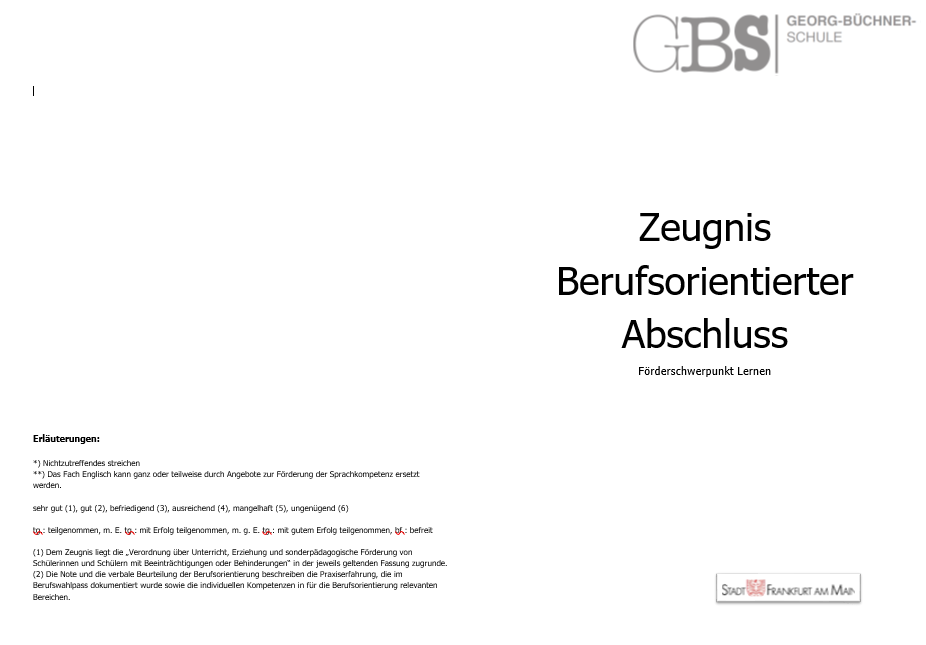 GBS
GEORG-BÜCHNER-
SCHULE
Zeugnis
Berufsorientierter
Abschluss
Förderschwerpunkt Lernen
Erläuterungen:
*) Nichtzutreffendes streichen
**) Das Fach Englisch kann ganz oder teilweise durch Angebote zur Förderung der Sprachkompetenz ersetzt
werden.
sehr gut (1), gut (2), befriedigend (3), ausreichend (4), mangelhaft (5), ungenügend (6)
tg.: teilgenommen, m. E. tg.: mit Erfolg teilgenommen, m. g. E. tg.: mit gutem Erfolg teilgenommen, bf.: befreit
(1) Dem Zeugnis liegt die „Verordnung über Unterricht, Erziehung und sonderpädagogische Förderung von
Schülerinnen und Schülern mit Beeinträchtigungen oder Behinderungen“ in der jeweils geltenden Fassung zugrunde.
(2) Die Note und die verbale Beurteilung der Berufsorientierung beschreiben die Praxiserfahrung, die im
Berufswahlpass dokumentiert wurde sowie die individuellen Kompetenzen in für die Berufsorientierung relevanten
Bereichen.
STADT FRANKFURT AM MAIN